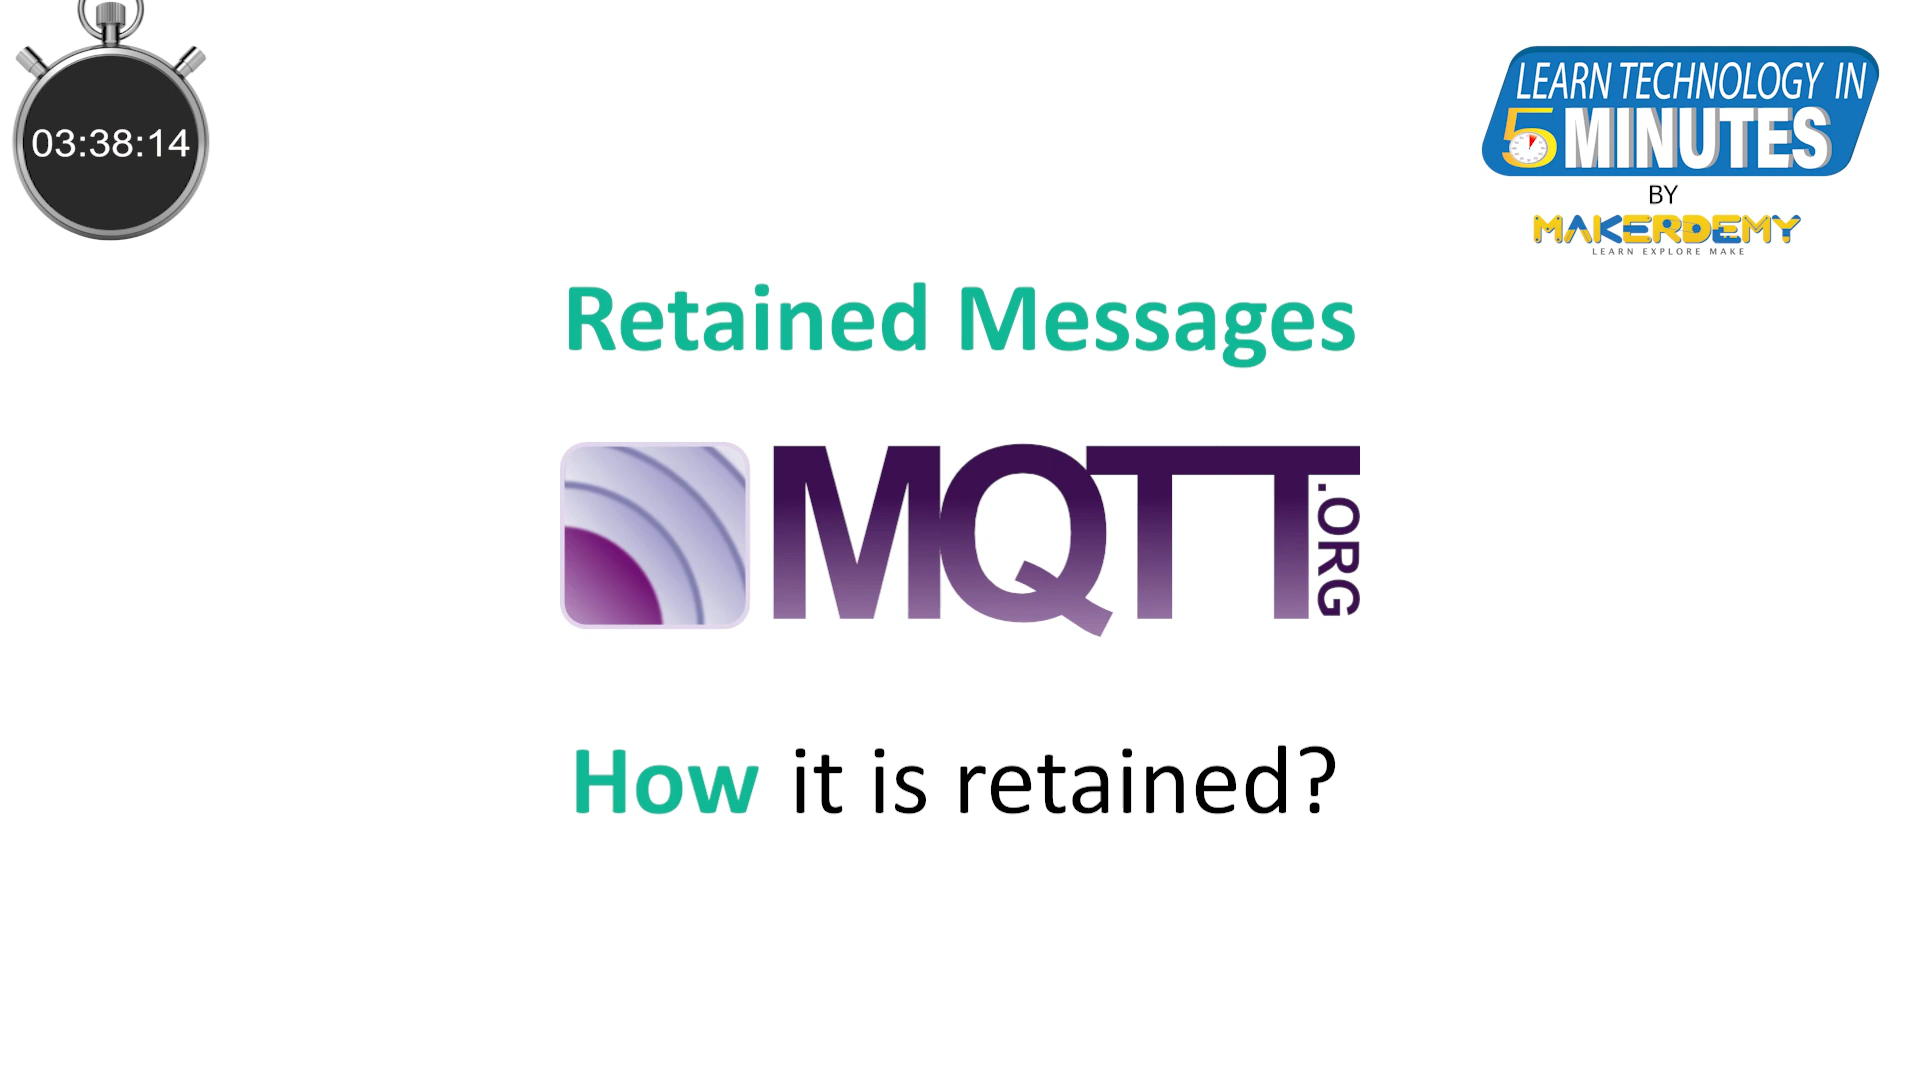 03:38:14
LEARN TECHNOLOGY IN
5 MINUTES
BY
MAKERDEMY
LEARN EXPLORE MAKE
Retained Messages
MQTT.ORG
How it is retained?